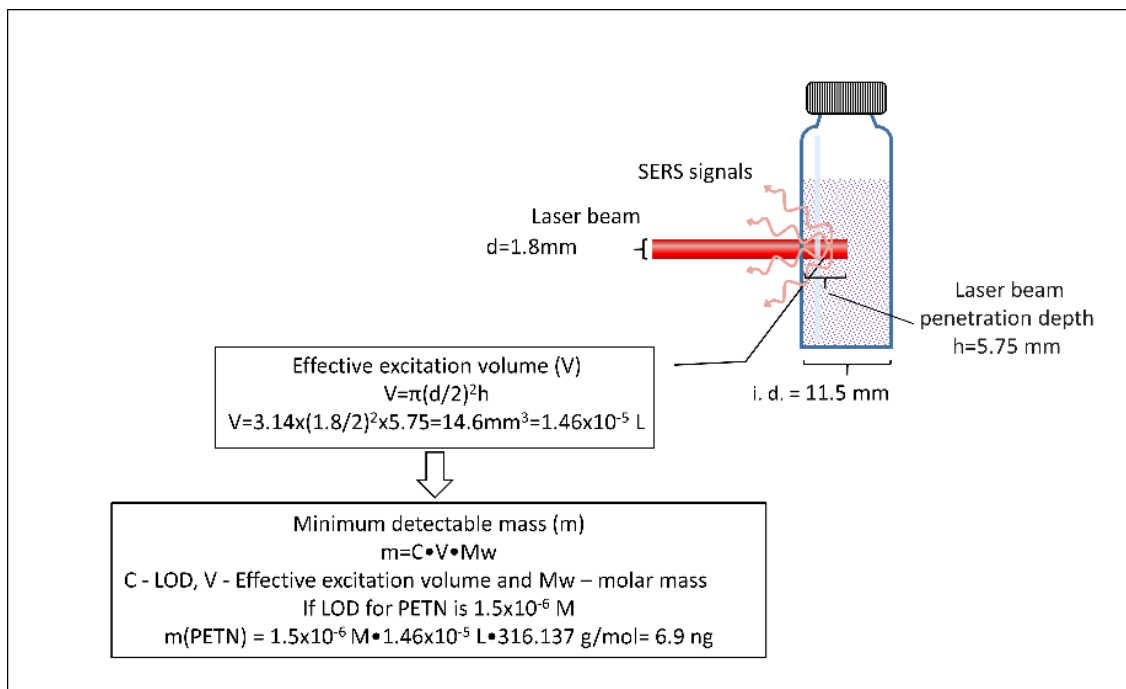 SERS signals
Laser beam
d=1.8mm
Laser beam
penetration depth
h=5.75 mm
i. d. = 11.5 mm
Effective excitation volume (V)
V=π(d/2)²h
V=3.14x(1.8/2)²x5.75=14.6mm³=1.46x10⁻⁵ L
Minimum detectable mass (m)
m=C•V•Mw
C - LOD, V - Effective excitation volume and Mw – molar mass
If LOD for PETN is 1.5x10⁻⁶ M
m(PETN) = 1.5x10⁻⁶ M•1.46x10⁻⁵ L•316.137 g/mol= 6.9 ng